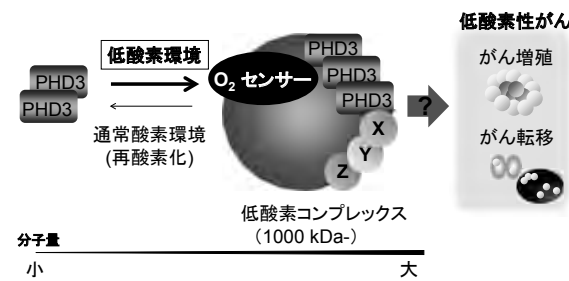 低酸素性がん
低酸素環境
PHD3
PHD3
通常酸素環境
(再酸素化)
O2 センサー
PHD3
PHD3
PHD3
X
Y
Z
?
がん増殖
がん転移
低酸素コンプレックス
（1000 kDa-）
分子量
小
大